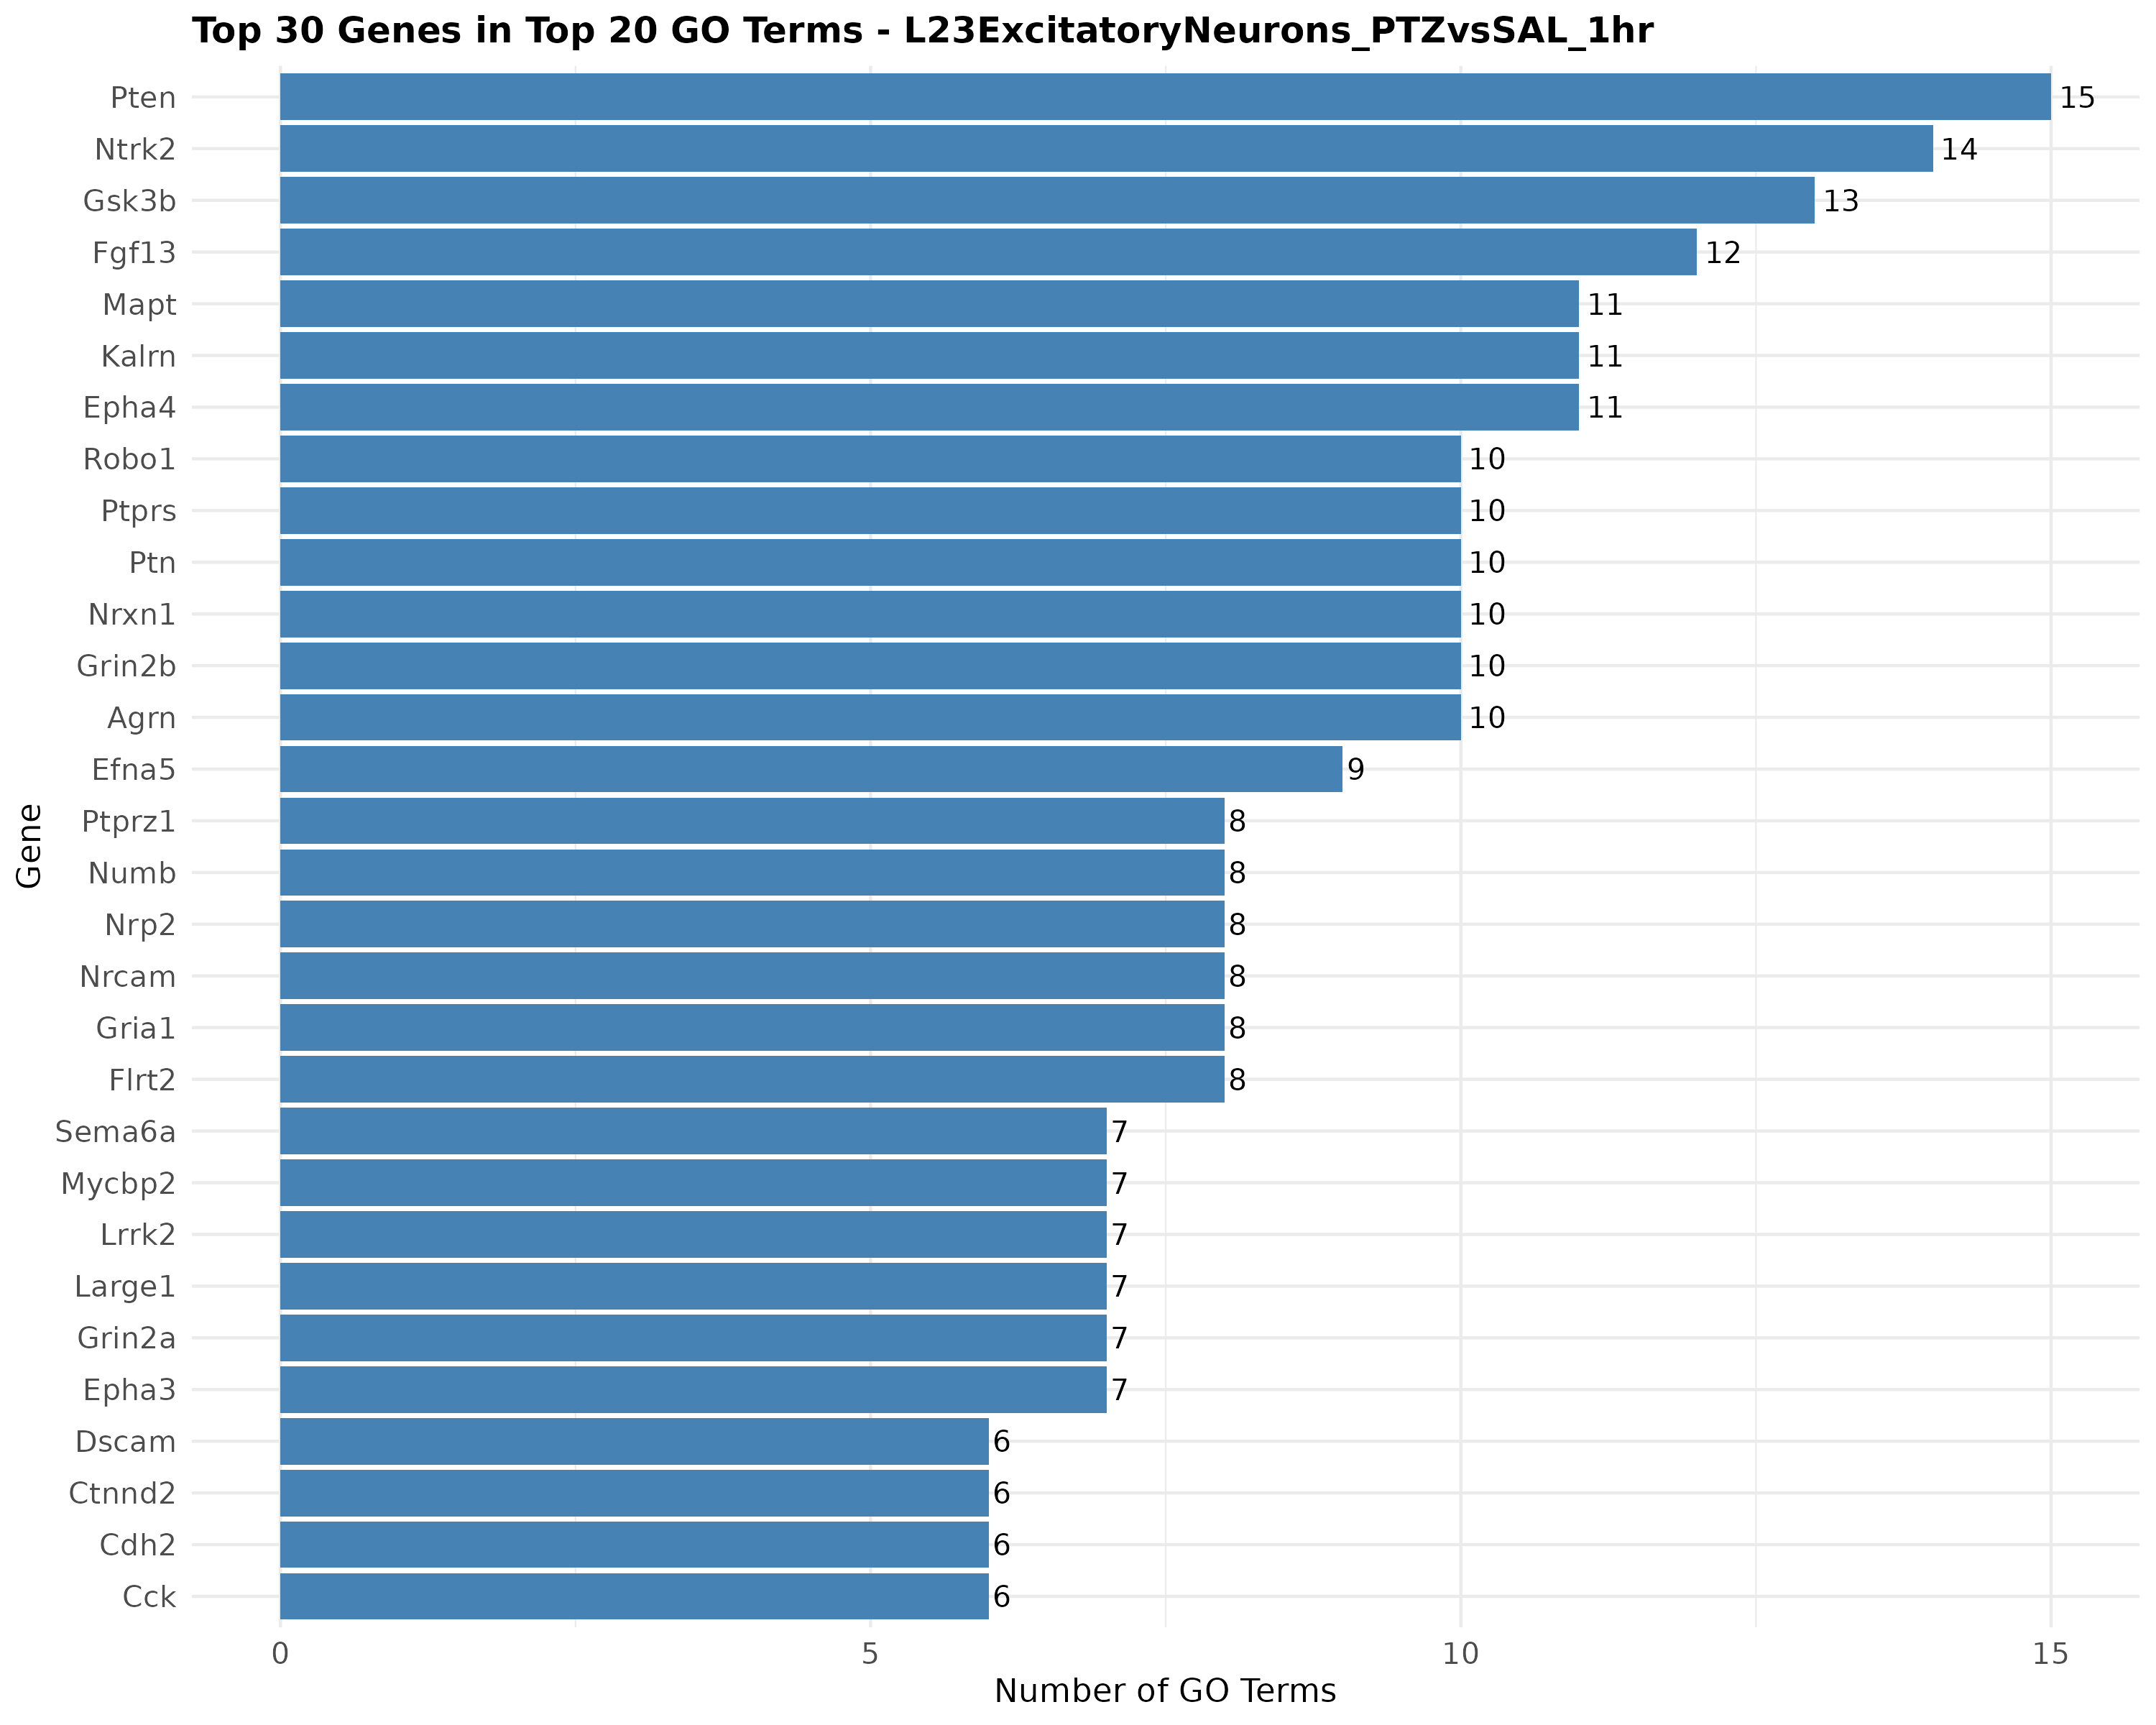 Top 30 Genes in Top 20 GO Terms - L23ExcitatoryNeurons_PTZvsSAL_1hr
Pten 15
Ntrk2 14
Gsk3b 13
Fgf13 12
Mapt 11
Kalrn 11
Epha4 11
Robo1 10
Ptprs 10
Ptn 10
Nrxn1 10
Grin2b 10
Agrn 10
Efna5 9
Ptprz1 8
Numb 8
Nrp2 8
Nrcam 8
Gria1 8
Flrt2 8
Sema6a 7
Mycbp2 7
Lrrk2 7
Large1 7
Grin2a 7
Epha3 7
Dscam 6
Ctnnd2 6
Cdh2 6
Cck 6
Gene
0 5 10 15
Number of GO Terms